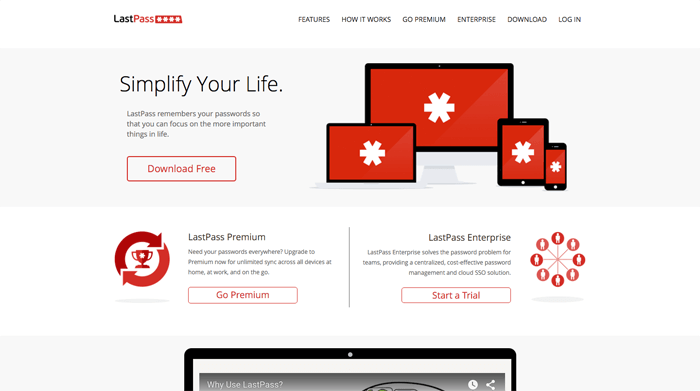 LastPass****
FEATURES HOW IT WORKS GO PREMIUM ENTERPRISE DOWNLOAD LOG IN
Simplify Your Life.
LastPass remembers your passwords so
that you can focus on the more important
things in life.
Download Free
LastPass Premium
Need your passwords everywhere? Upgrade to
Premium now for unlimited sync across all devices at
home, at work, and on the go.
Go Premium
LastPass Enterprise
LastPass Enterprise solves the password problem for
teams, providing a centralized, cost-effective password
management and cloud SSO solution.
Start a Trial
Why Use LastPass?